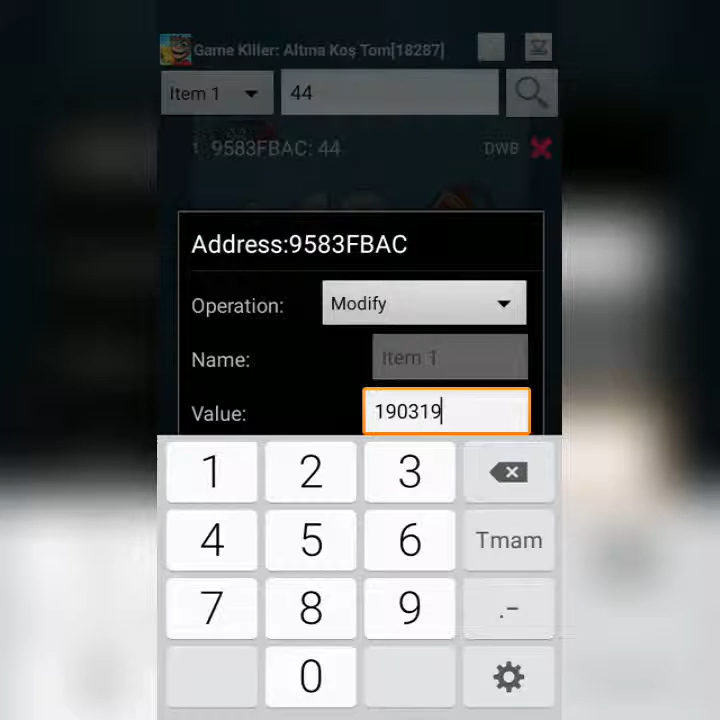 Game Killer: Altına Koş Tom[18287]
Item 1 44
1 9583FBAC: 44 DWB
Address:9583FBAC
Operation: Modify
Name: Item 1
Value: 190319
1 2 3
4 5 6 Tmam
7 8 9 .-
0